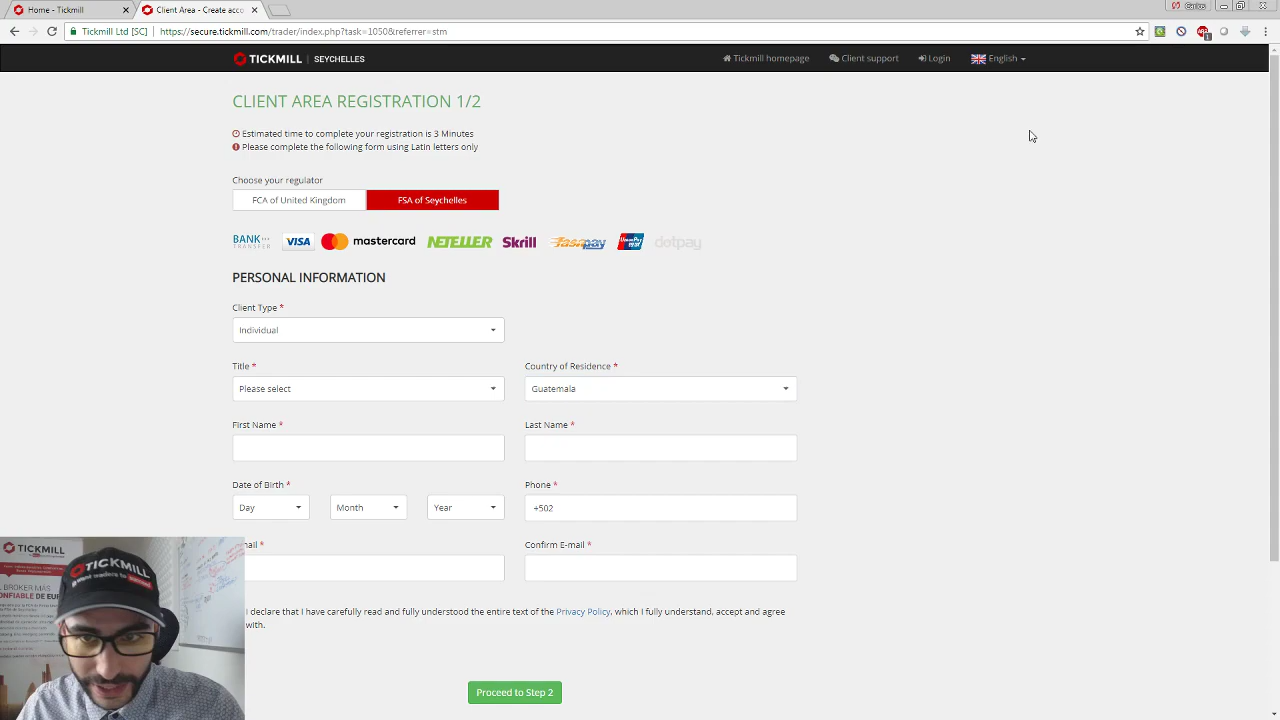 Home - Tickmill
Client Area - Create acco
Carlos
Tickmill Ltd [SC]
https://secure.tickmill.com/trader/index.php?task=1050&referrer=stm
TICKMILL | SEYCHELLES
Tickmill homepage
Client support
Login
English
CLIENT AREA REGISTRATION 1/2
Estimated time to complete your registration is 3 Minutes
Please complete the following form using Latin letters only
Choose your regulator
FCA of United Kingdom
FSA of Seychelles
BANK TRANSFER
VISA
mastercard
NETELLER
Skrill
fasapay
UnionPay
dotpay
PERSONAL INFORMATION
Client Type *
Individual
Title *
Please select
Country of Residence *
Guatemala
First Name *
Last Name *
Date of Birth *
Day
Month
Year
Phone *
+502
mail *
Confirm E-mail *
I declare that I have carefully read and fully understood the entire text of the Privacy Policy, which I fully understand, accept and agree
with.
Proceed to Step 2
TICKMILL
TICKMILL